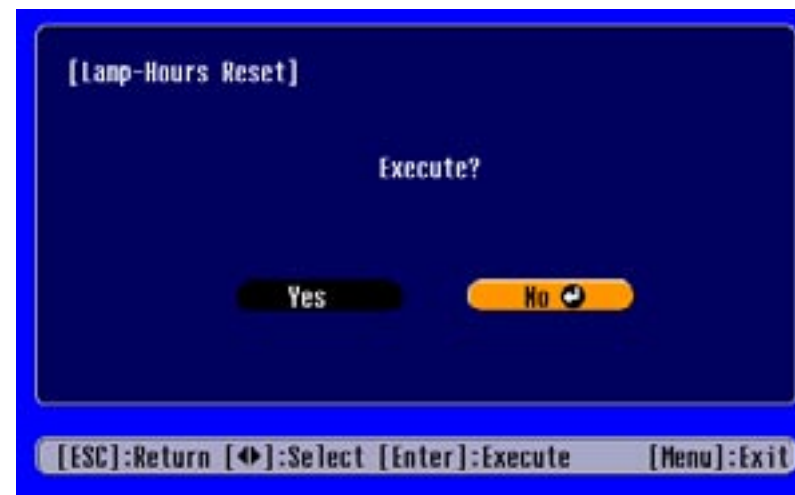 [Lamp-Hours Reset]
Execute?
Yes No
[ESC]:Return [◆]:Select [Enter]:Execute [Menu]:Exit